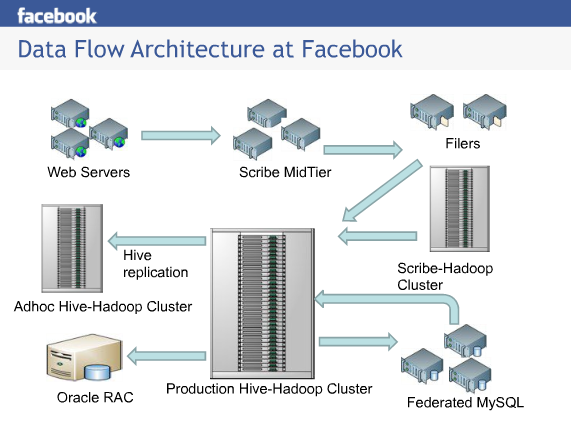 facebook
Data Flow Architecture at Facebook
Web Servers
Scribe MidTier
Filers
Hive
replication
Scribe-Hadoop
Cluster
Adhoc Hive-Hadoop Cluster
Production Hive-Hadoop Cluster
Oracle RAC
Federated MySQL